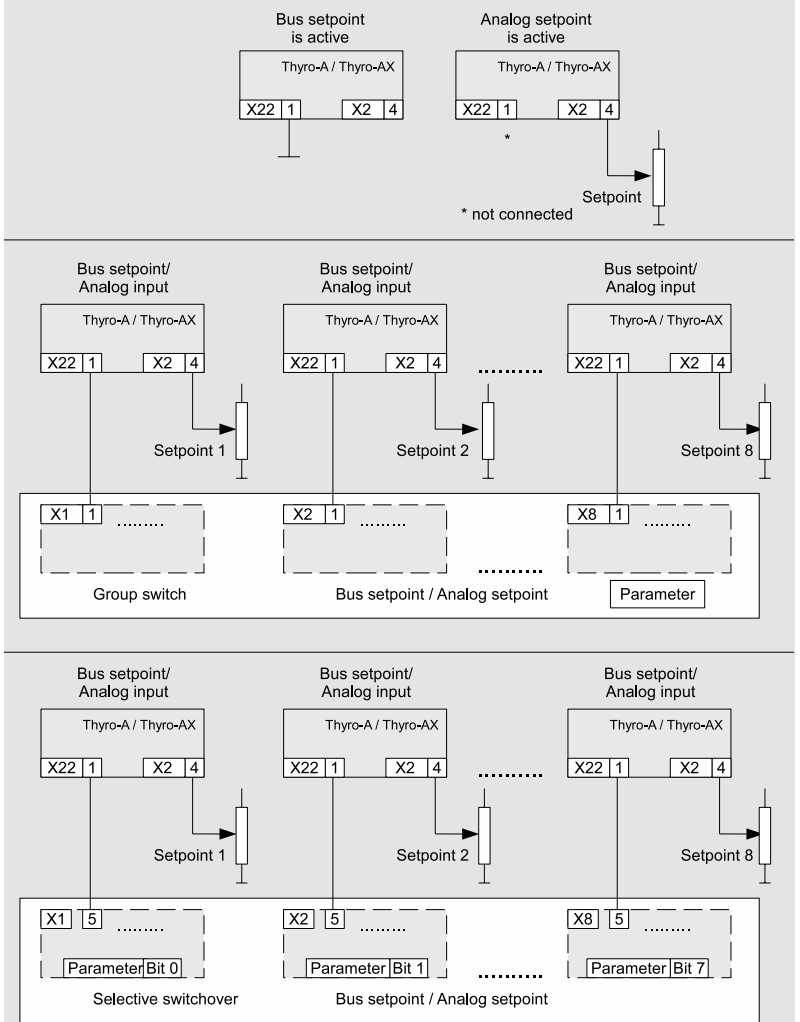 Bus setpoint
is active
Analog setpoint
is active
Thyro-A / Thyro-AX
Thyro-A / Thyro-AX
X22 1 X2 4
X22 1 X2 4
*
Setpoint
* not connected
Bus setpoint/
Analog input
Bus setpoint/
Analog input
Bus setpoint/
Analog input
Thyro-A / Thyro-AX
Thyro-A / Thyro-AX
Thyro-A / Thyro-AX
X22 1 X2 4
X22 1 X2 4
..........
X22 1 X2 4
Setpoint 1
Setpoint 2
Setpoint 8
X1 1 .........
X2 1 .........
X8 1 .........
..........
Group switch
Bus setpoint / Analog setpoint
Parameter
Bus setpoint/
Analog input
Bus setpoint/
Analog input
Bus setpoint/
Analog input
Thyro-A / Thyro-AX
Thyro-A / Thyro-AX
Thyro-A / Thyro-AX
X22 1 X2 4
X22 1 X2 4
..........
X22 1 X2 4
Setpoint 1
Setpoint 2
Setpoint 8
X1 5 .........
X2 5 .........
X8 5 .........
Parameter Bit 0
Parameter Bit 1
..........
Parameter Bit 7
Selective switchover
Bus setpoint / Analog setpoint